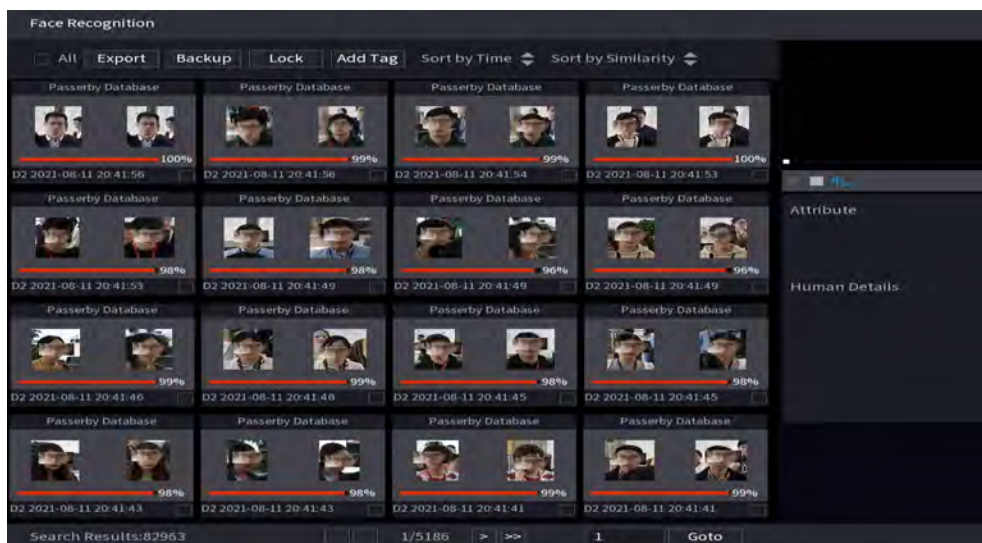 Face Recognition
All Export Backup Lock Add Tag Sort by Time Sort by Similarity
Passerby Database Passerby Database Passerby Database Passerby Database
100% 99% 99% 100%
D2 2021-08-11 20:41:56 D2 2021-08-11 20:41:56 D2 2021-08-11 20:41:54 D2 2021-08-11 20:41:53
Passerby Database Passerby Database Passerby Database Passerby Database
98% 98% 96% 96%
D2 2021-08-11 20:41:53 D2 2021-08-11 20:41:49 D2 2021-08-11 20:41:49 D2 2021-08-11 20:41:49
Attribute
Human Details
Passerby Database Passerby Database Passerby Database Passerby Database
99% 99% 98% 98%
D2 2021-08-11 20:41:46 D2 2021-08-11 20:41:46 D2 2021-08-11 20:41:45 D2 2021-08-11 20:41:45
Passerby Database Passerby Database Passerby Database Passerby Database
98% 98% 99% 99%
D2 2021-08-11 20:41:43 D2 2021-08-11 20:41:43 D2 2021-08-11 20:41:41 D2 2021-08-11 20:41:41
Search Results:82963 1/5186 > >> 1 Goto